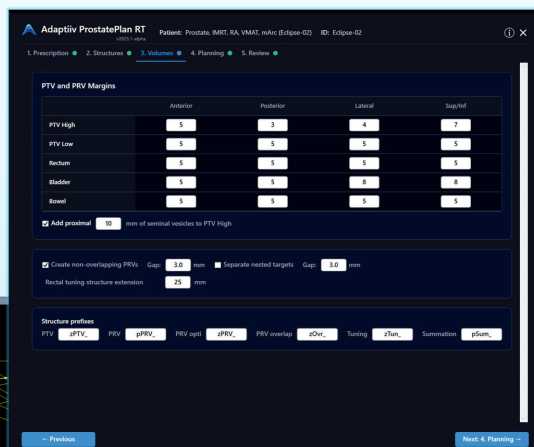 Adaptiiv ProstatePlan RT
v2023.1-alpha
Patient: Prostate, IMRT, RA, VMAT, mArc (Eclipse-02) ID: Eclipse-02
1. Prescription 2. Structures 3. Volumes 4. Planning 5. Review
PTV and PRV Margins
Anterior Posterior Lateral Sup/Inf
PTV High 5 3 4 7
PTV Low 5 5 5 5
Rectum 5 5 5 5
Bladder 5 5 8 8
Bowel 5 5 5 5
Add proximal 10 mm of seminal vesicles to PTV High
Create non-overlapping PRVs Gap: 3.0 mm Separate nested targets Gap: 3.0 mm
Rectal tuning structure extension 25 mm
Structure prefixes
PTV zPTV_ PRV pPRV_ PRV opti zPRV_ PRV overlap zOvr_ Tuning zTun_ Summation pSum_
← Previous Next: 4. Planning →